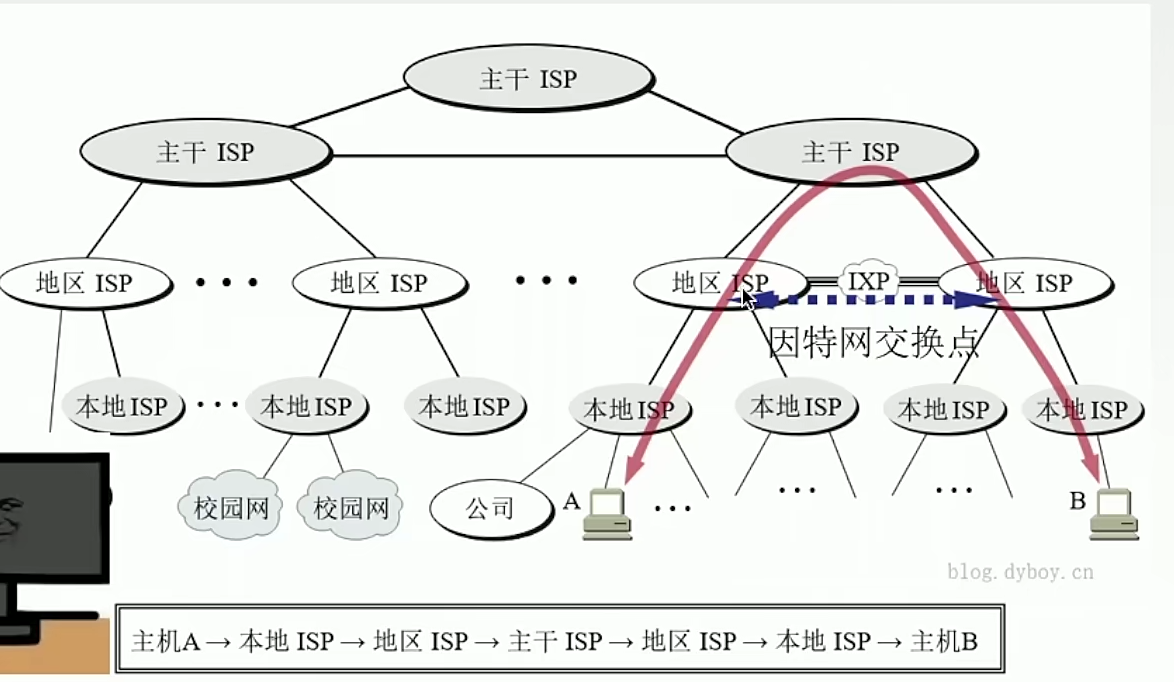 主干 ISP
主干 ISP
主干 ISP
地区 ISP
地区 ISP
地区 ISP
IXP
地区 ISP
因特网交换点
本地ISP
本地ISP
本地ISP
本地ISP
本地ISP
本地ISP
本地ISP
校园网
校园网
公司
A
B
blog.dyboy.cn
主机A → 本地 ISP → 地区 ISP → 主干 ISP → 地区 ISP → 本地 ISP → 主机B